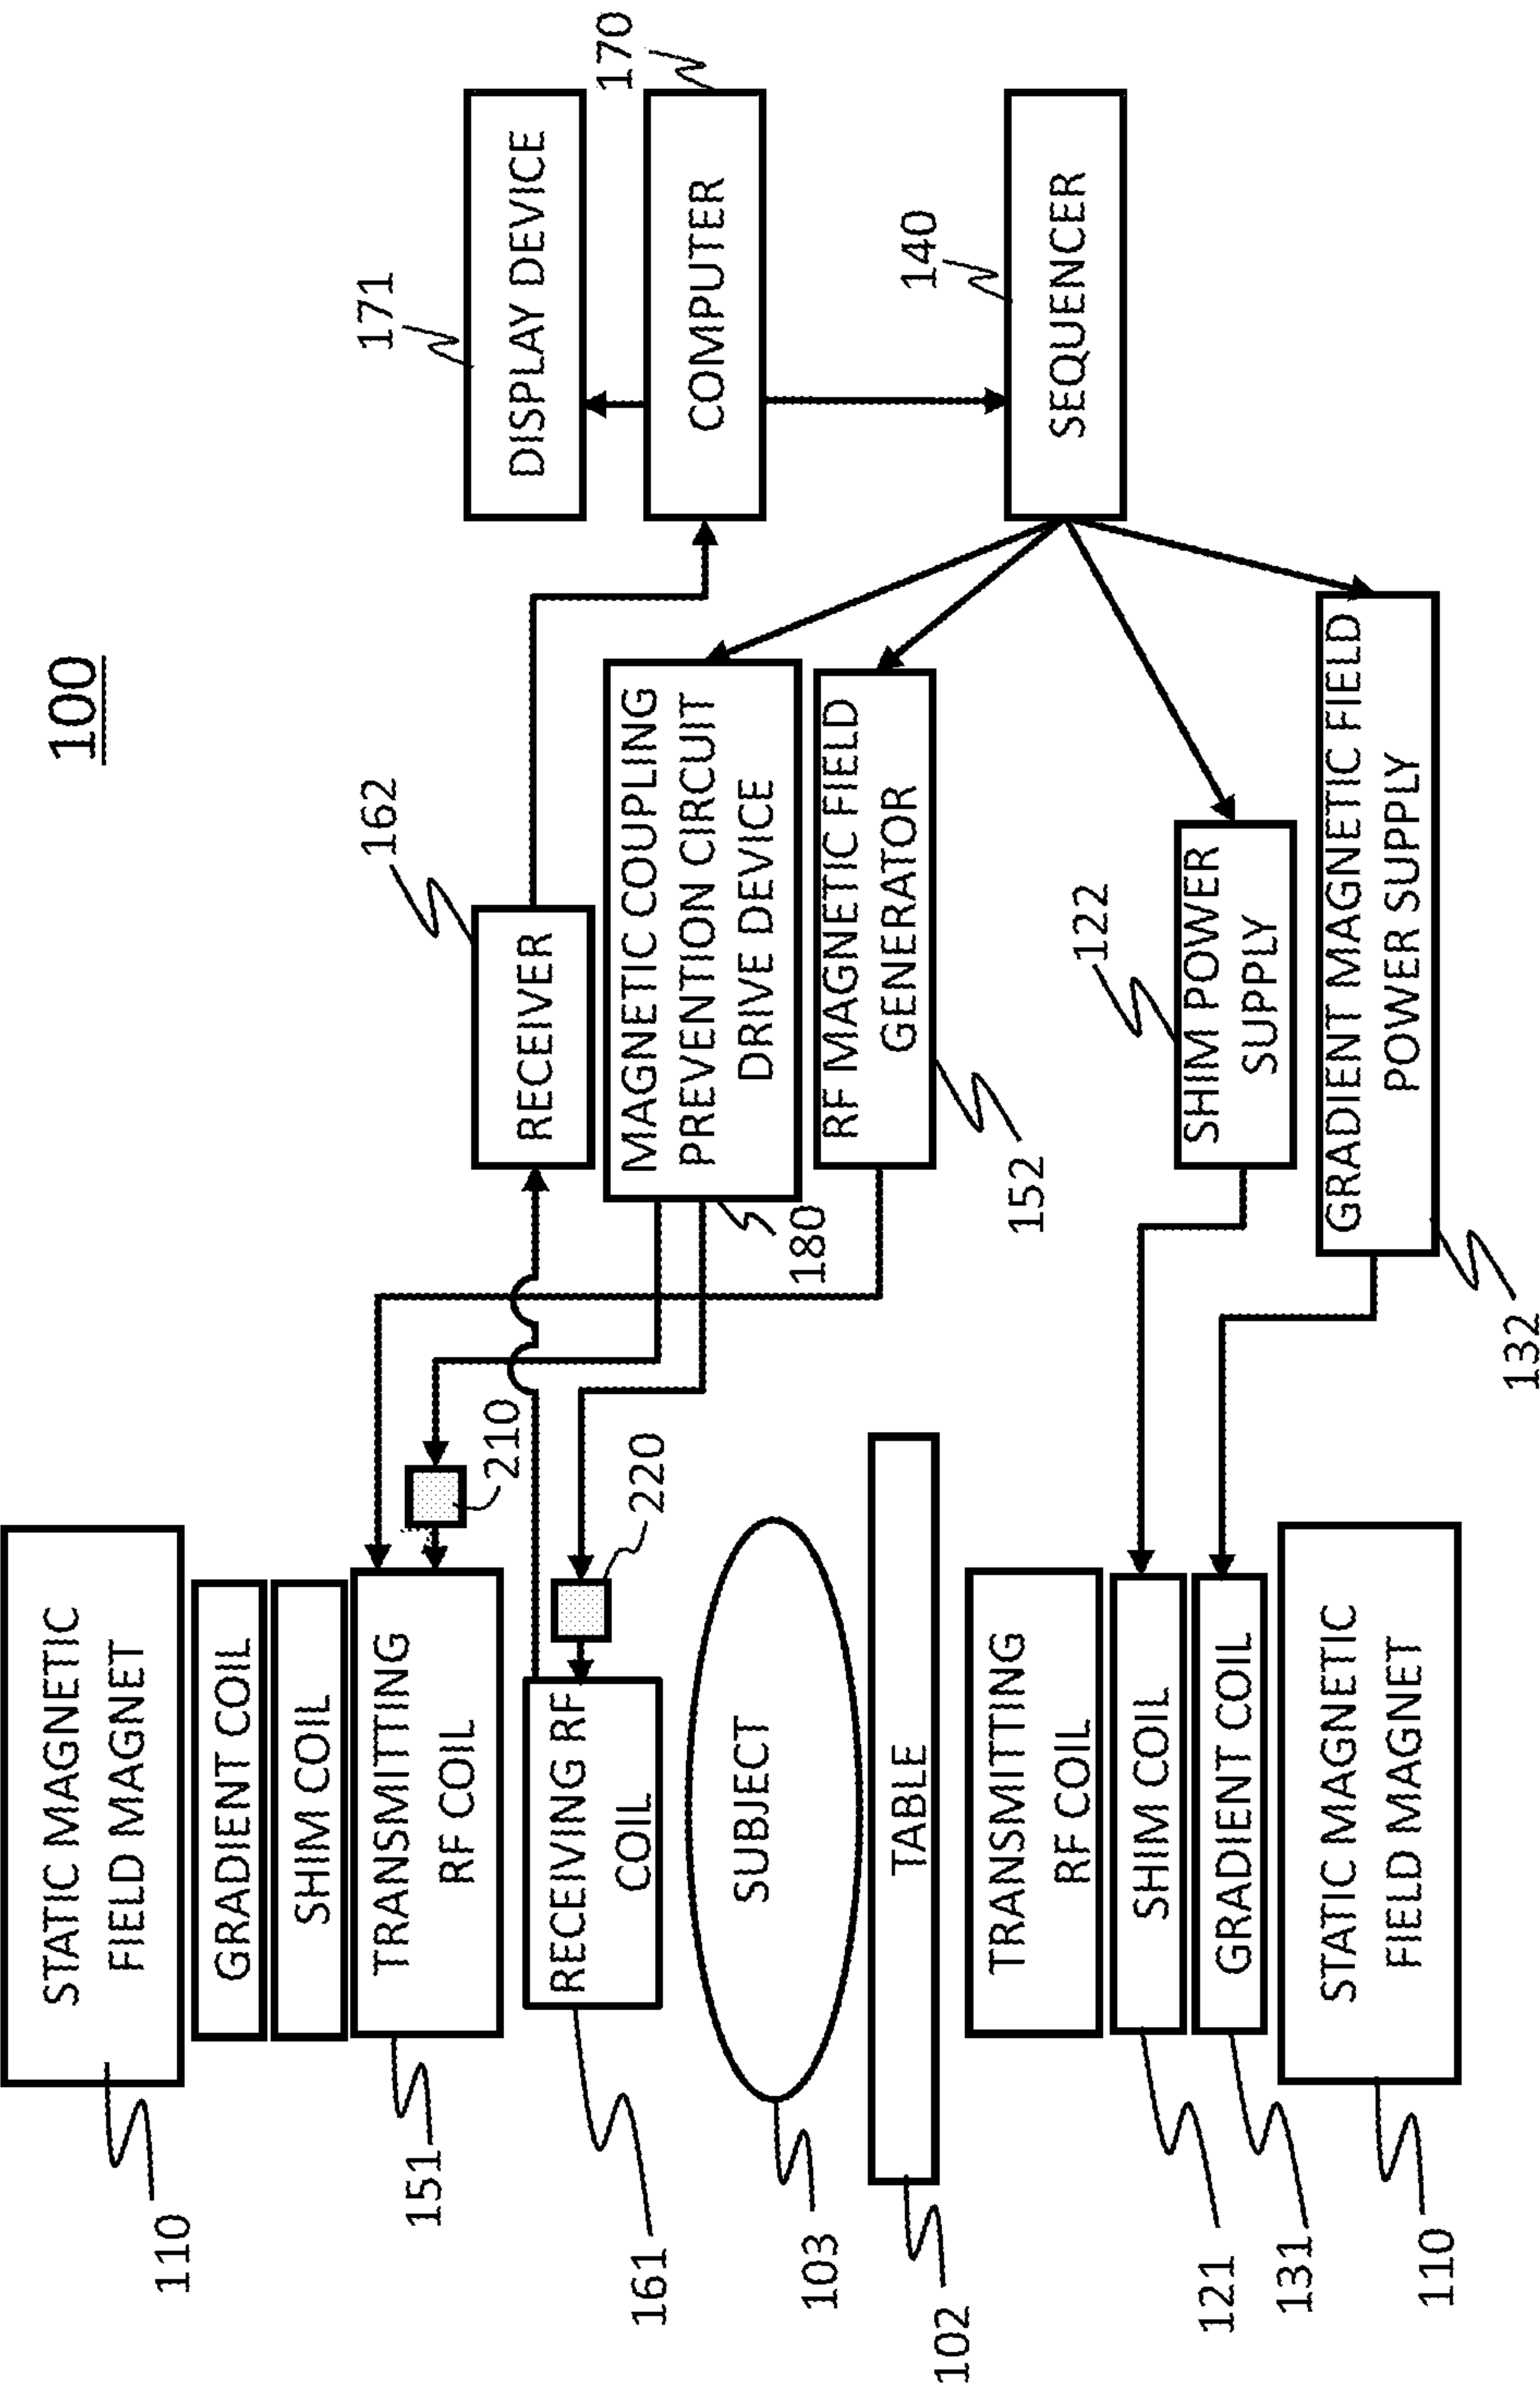 100
110
STATIC MAGNETIC
FIELD MAGNET
GRADIENT COIL
SHIM COIL
151
TRANSMITTING
RF COIL
210
161
RECEIVING RF
COIL
220
103
SUBJECT
102
TABLE
TRANSMITTING
RF COIL
121
SHIM COIL
131
GRADIENT COIL
110
STATIC MAGNETIC
FIELD MAGNET
162
RECEIVER
MAGNETIC COUPLING
PREVENTION CIRCUIT
DRIVE DEVICE
180
RF MAGNETIC FIELD
GENERATOR
152
122
SHIM POWER
SUPPLY
GRADIENT MAGNETIC FIELD
POWER SUPPLY
132
171
DISPLAY DEVICE
170
COMPUTER
140
SEQUENCER